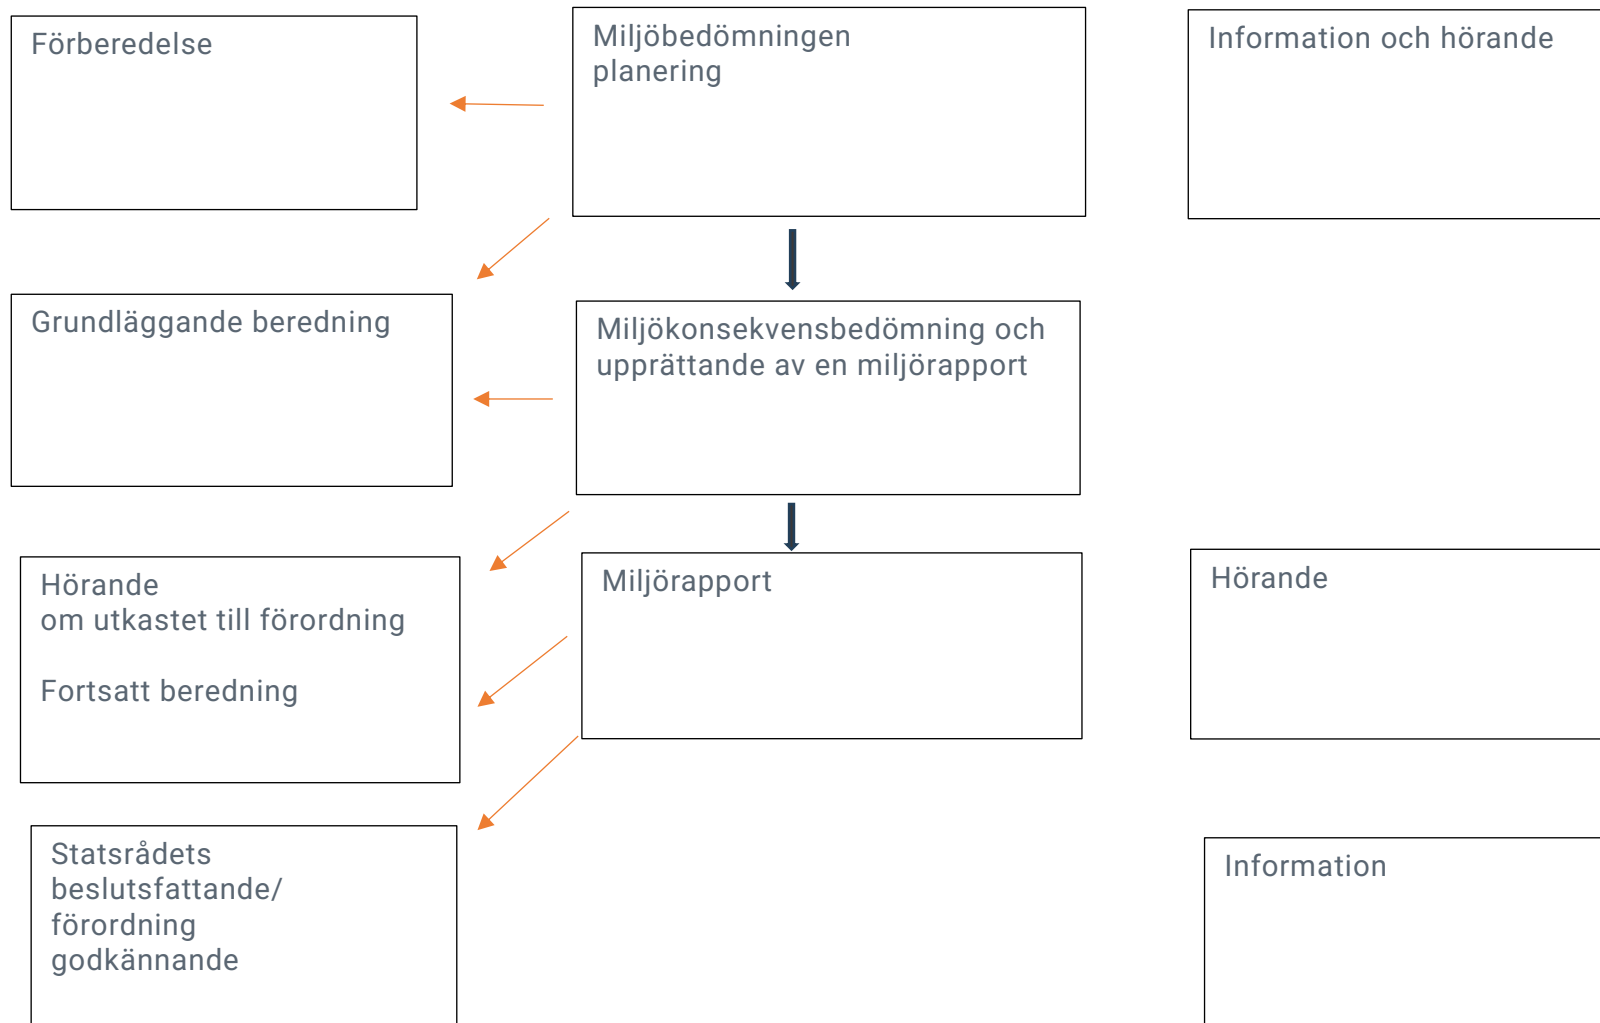 Förberedelse
Miljöbedömningen
planering
Information och hörande
Grundläggande beredning
Miljökonsekvensbedömning och
upprättande av en miljörapport
Hörande
om utkastet till förordning
Fortsatt beredning
Miljörapport
Hörande
Statsrådets
beslutsfattande/
förordning
godkännande
Information